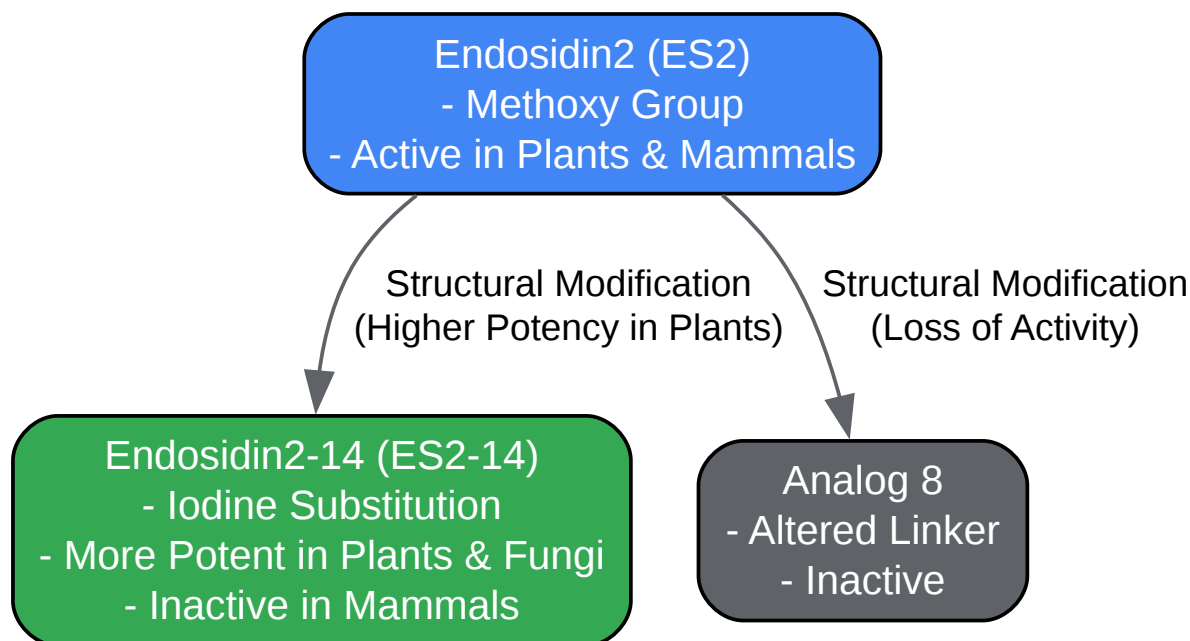 Endosidin2 (ES2)
- Methoxy Group
- Active in Plants & Mammals
Structural Modification
(Higher Potency in Plants)
Structural Modification
(Loss of Activity)
Endosidin2-14 (ES2-14)
- Iodine Substitution
- More Potent in Plants & Fungi
- Inactive in Mammals
Analog 8
- Altered Linker
- Inactive